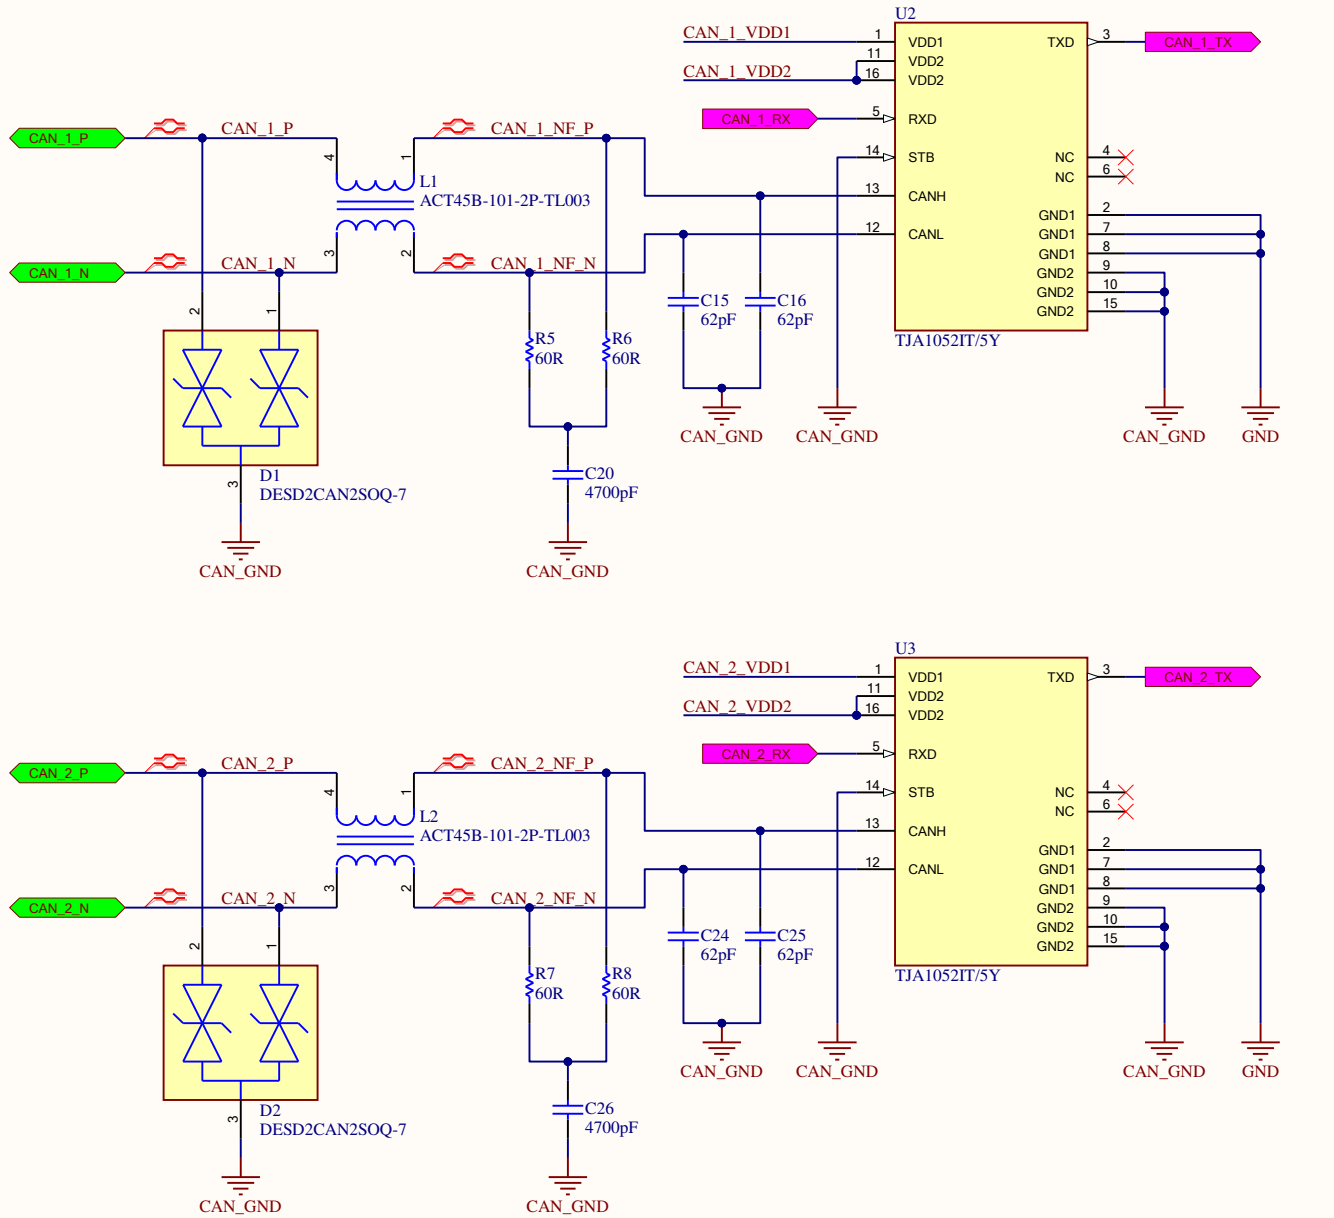 U2
CAN_1_VDD1
1
VDD1
TXD
3
CAN_1_TX
11
VDD2
CAN_1_VDD2
16
VDD2
CAN_1_RX
5
RXD
CAN_1_P
CAN_1_P
CAN_1_NF_P
4
1
14
STB
NC
4
NC
6
L1
ACT45B-101-2P-TL003
13
CANH
GND1
2
12
CANL
GND1
7
GND1
8
3
2
CAN_1_N
CAN_1_N
CAN_1_NF_N
GND2
9
GND2
10
GND2
15
2
1
C15
62pF
C16
62pF
TJA1052IT/5Y
R5
60R
R6
60R
CAN_GND
CAN_GND
CAN_GND
GND
3
D1
DESD2CAN2SOQ-7
C20
4700pF
CAN_GND
CAN_GND
U3
CAN_2_VDD1
1
VDD1
TXD
3
CAN_2_TX
11
VDD2
CAN_2_VDD2
16
VDD2
CAN_2_RX
5
RXD
CAN_2_P
CAN_2_P
CAN_2_NF_P
4
1
14
STB
NC
4
NC
6
L2
ACT45B-101-2P-TL003
13
CANH
GND1
2
12
CANL
GND1
7
GND1
8
3
2
CAN_2_N
CAN_2_N
CAN_2_NF_N
GND2
9
GND2
10
GND2
15
2
1
C24
62pF
C25
62pF
TJA1052IT/5Y
R7
60R
R8
60R
CAN_GND
CAN_GND
CAN_GND
GND
3
D2
DESD2CAN2SOQ-7
C26
4700pF
CAN_GND
CAN_GND